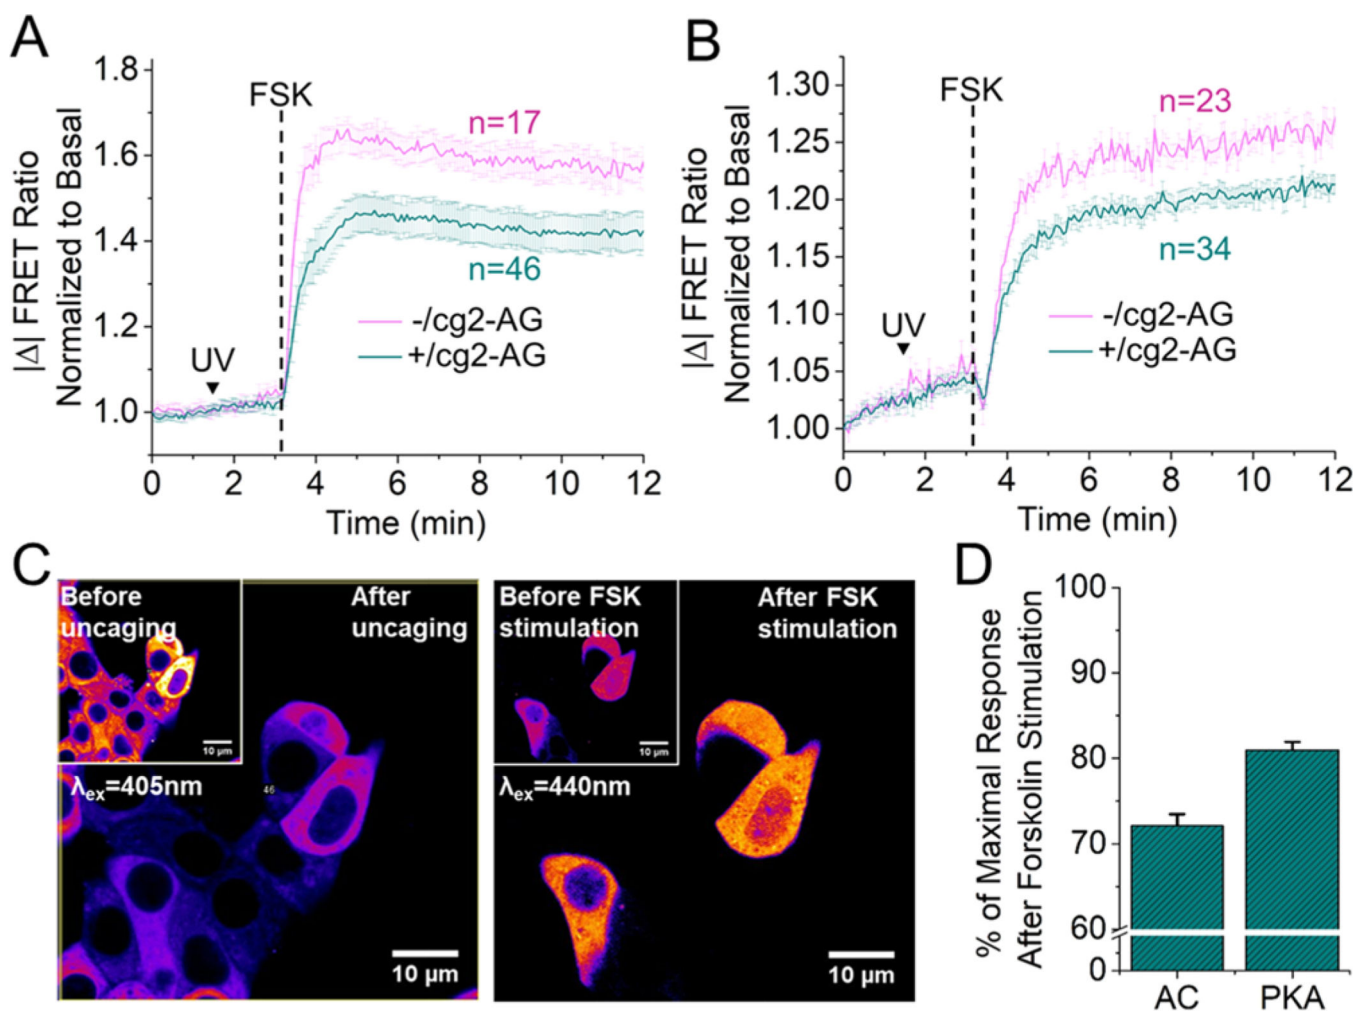 A
|Δ| FRET Ratio
Normalized to Basal
1.8
1.6
1.4
1.2
1.0
FSK
n=17
n=46
-/cg2-AG
+/cg2-AG
UV
0 2 4 6 8 10 12
Time (min)
B
|Δ| FRET Ratio
Normalized to Basal
1.30
1.25
1.20
1.15
1.10
1.05
1.00
FSK
n=23
n=34
-/cg2-AG
+/cg2-AG
UV
0 2 4 6 8 10 12
Time (min)
C
Before
uncaging
10 µm
After
uncaging
λex=405nm
46
10 µm
Before FSK
stimulation
10 µm
After FSK
stimulation
λex=440nm
10 µm
D
% of Maximal Response
After Forskolin Stimulation
100
90
80
70
60
0
AC PKA